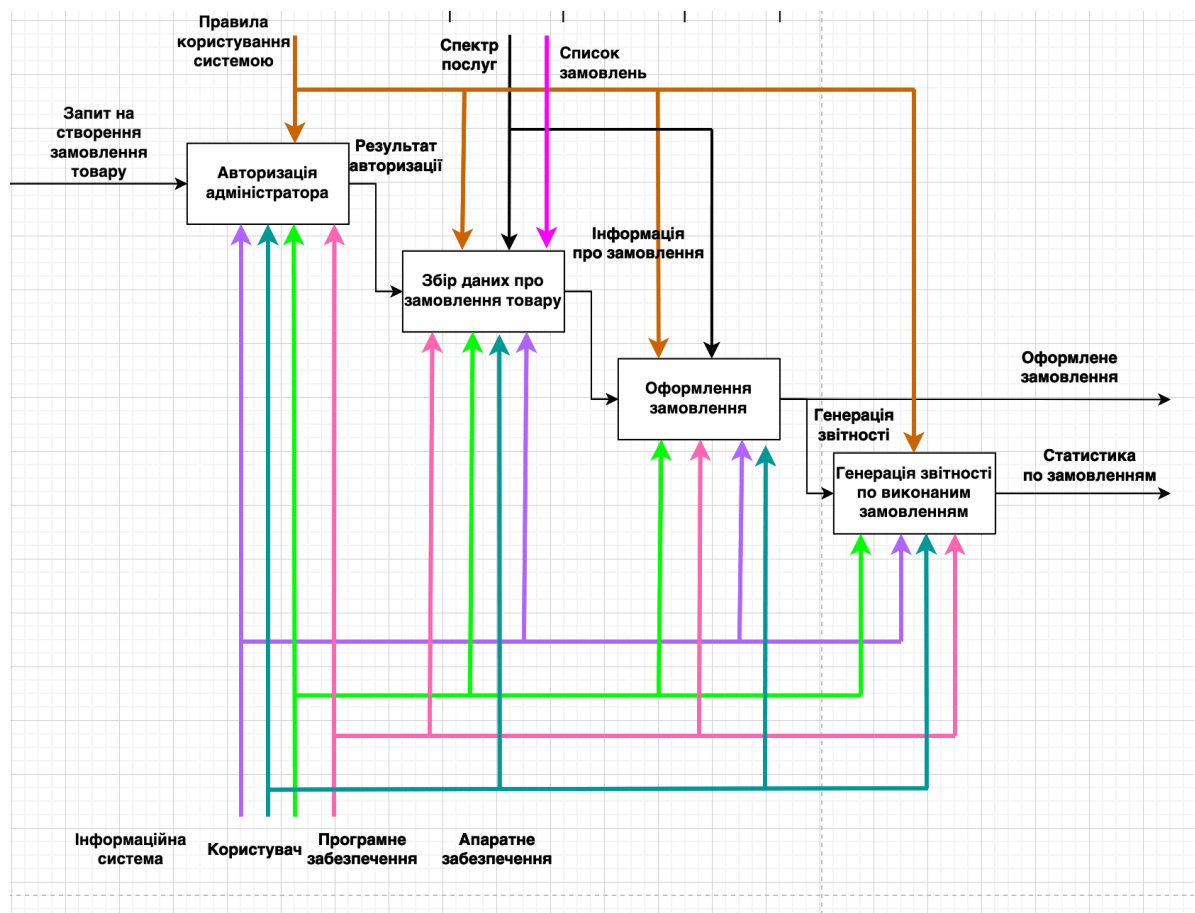 Правила
користування
системою
Спектр
послуг
Список
замовлень
Запит на
створення
замовлення
товару
Авторизація
адміністратора
Результат
авторизації
Збір даних про
замовлення товару
Інформація
про замовлення
Оформлення
замовлення
Оформлене
замовлення
Генерація
звітності
Генерація звітності
по виконаним
замовленням
Статистика
по замовленням
Інформаційна
система
Користувач
Програмне
забезпечення
Апаратне
забезпечення